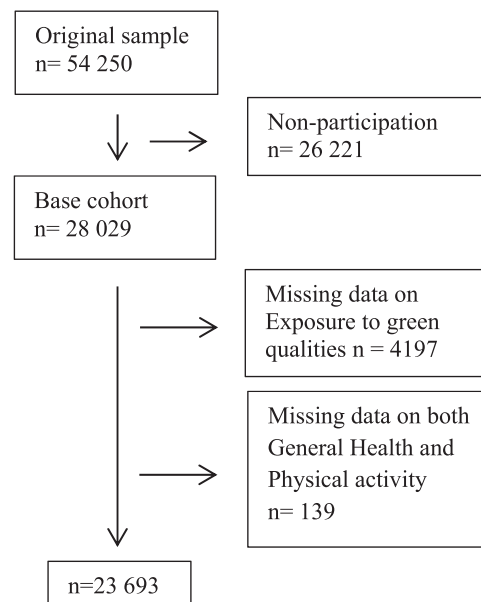 Original sample
n= 54 250
Non-participation
n= 26 221
Base cohort
n= 28 029
Missing data on
Exposure to green
qualities n = 4197
Missing data on both
General Health and
Physical activity
n= 139
n=23 693